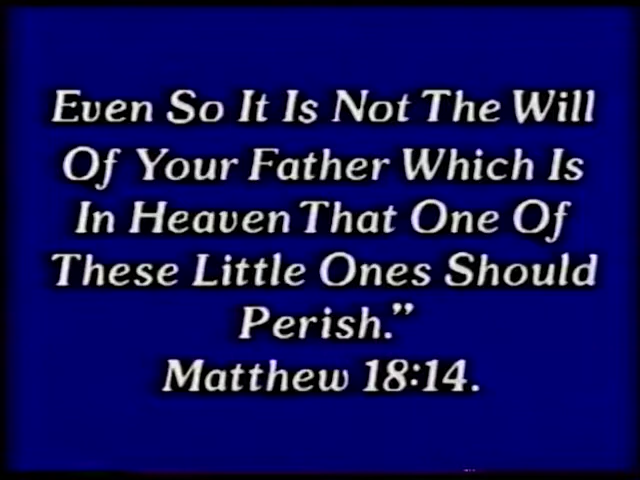 Even So It Is Not The Will
Of Your Father Which Is
In Heaven That One Of
These Little Ones Should
Perish.”
Matthew 18:14.